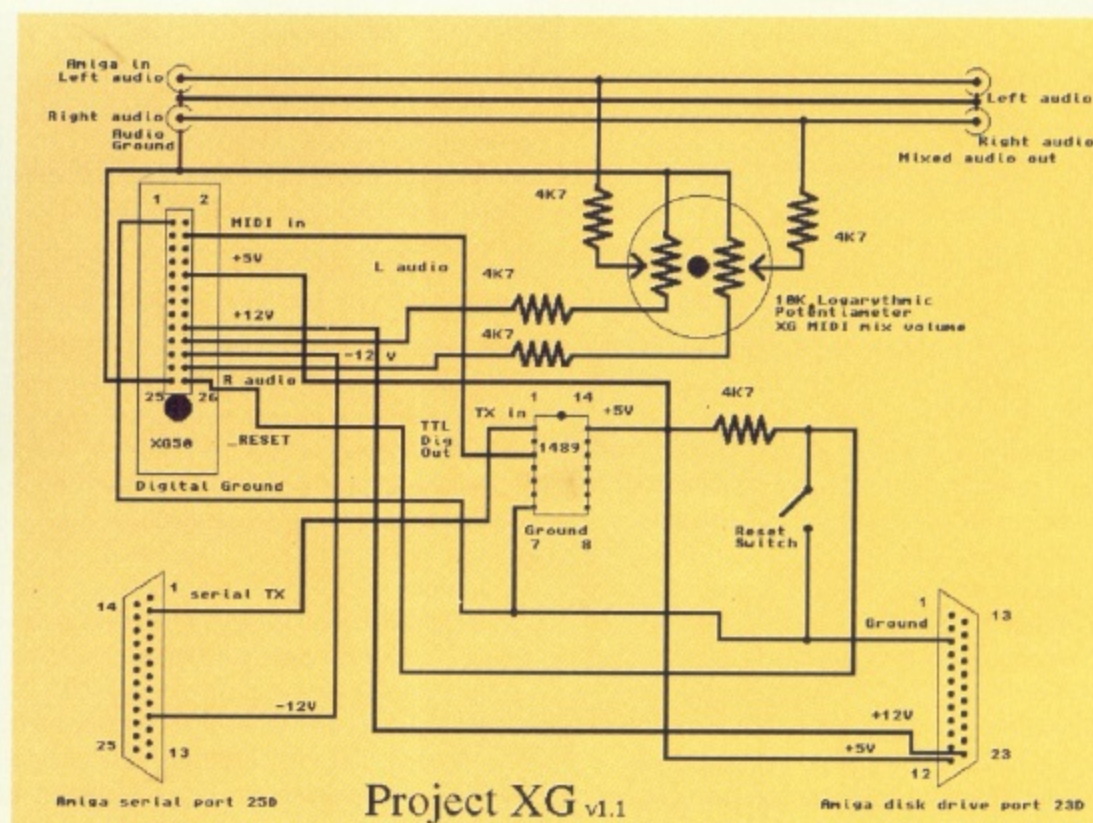 Amiga in
Left audio
Left audio
Right audio
Audio
Ground
Right audio
Mixed audio out
1 2
4K7
4K7
MIDI in
+5V
L audio
4K7
10K Logarythmic
Potentiameter
XG MIDI mix volume
+12V
4K7
-12 V
R audio
25 26
4K7
1 14
TX in
+5V
TTL
Dig
Out
1489
XG50
_RESET
Digital Ground
Ground
7 8
Reset
Switch
1
serial TX
14
1
13
Ground
-12V
+12V
25
13
+5V
23
12
Amiga serial port 25D
Project XG v1.1
Amiga disk drive port 23D